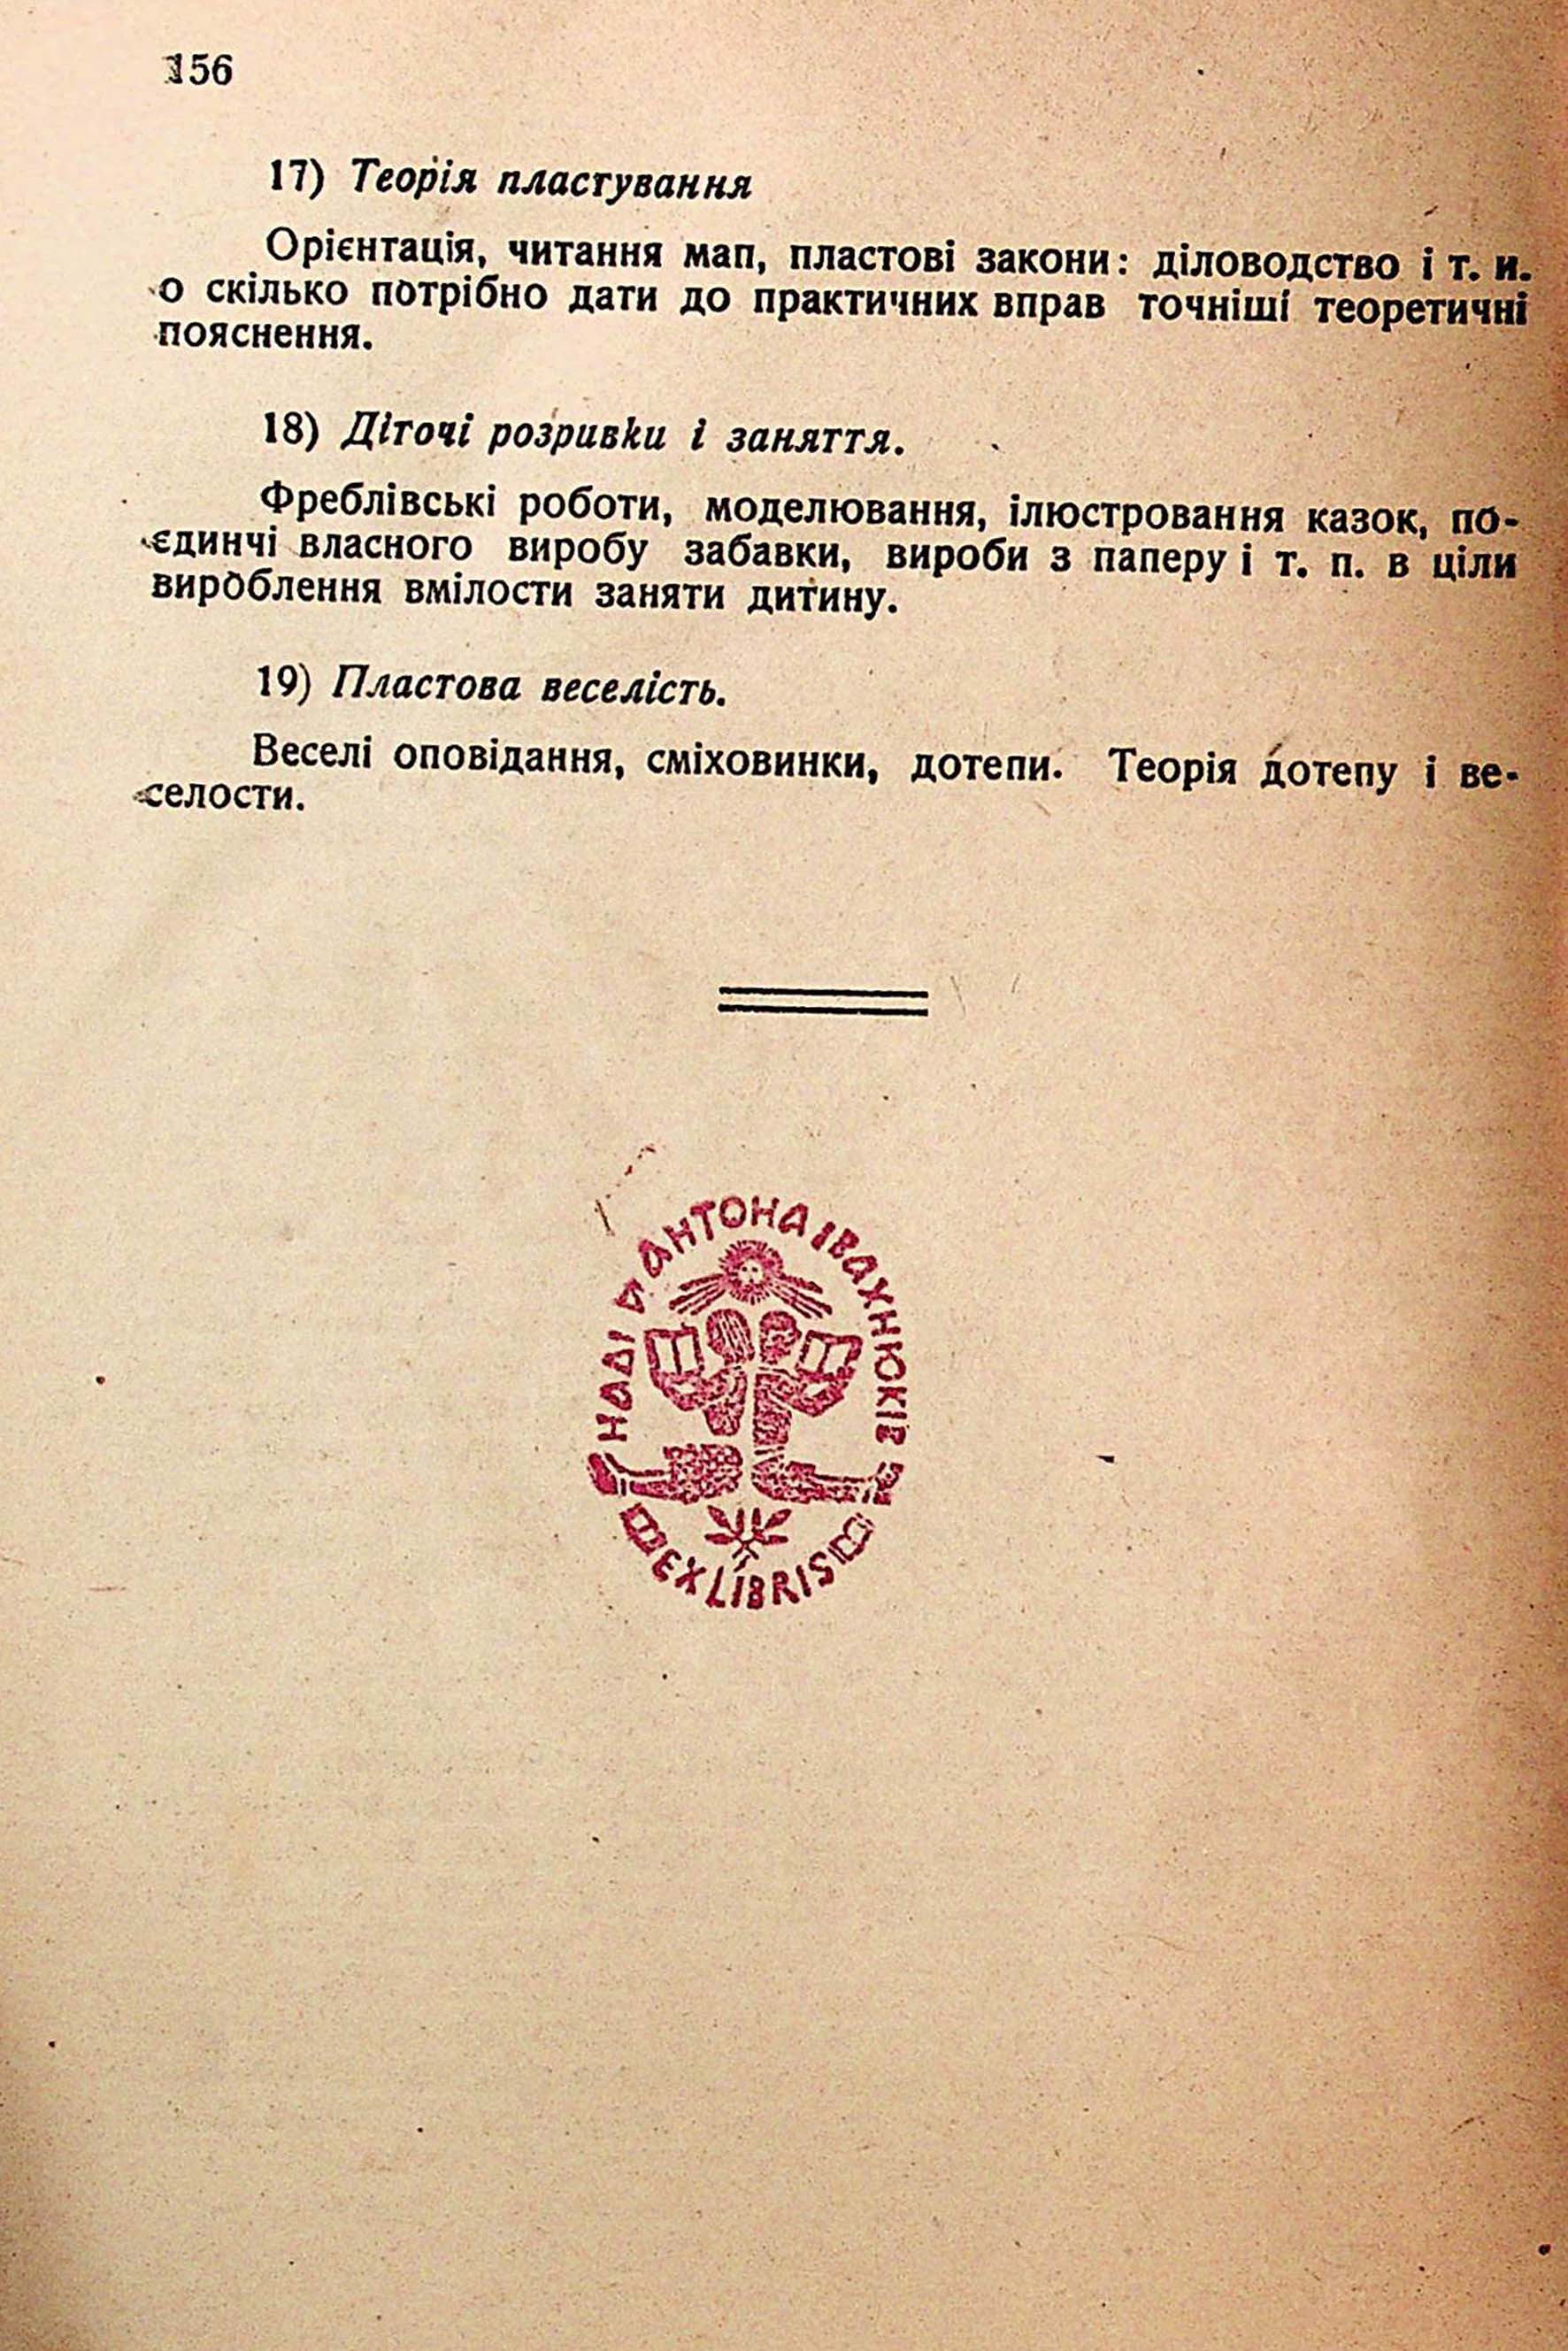 156
17) Теорія пластування
Орієнтація, читання мап, пластові закони: діловодство і т. и.
о скілько потрібно дати до практичних вправ точніші теоретичні
пояснення.
18) Діточі розривки і заняття.
Фреблівські роботи, моделювання, ілюстровання казок, по-
єдинчі власного виробу забавки, вироби з паперу і т. п. в ціли
вироблення вмілости заняти дитину.
19) Пластова веселість.
Веселі оповідання, сміховинки, дотепи. Теорія дотепу і ве-
селости.
НАДІЇ ▽ АНТОНА ІВАХНЮКІВ
EX LIBRIS